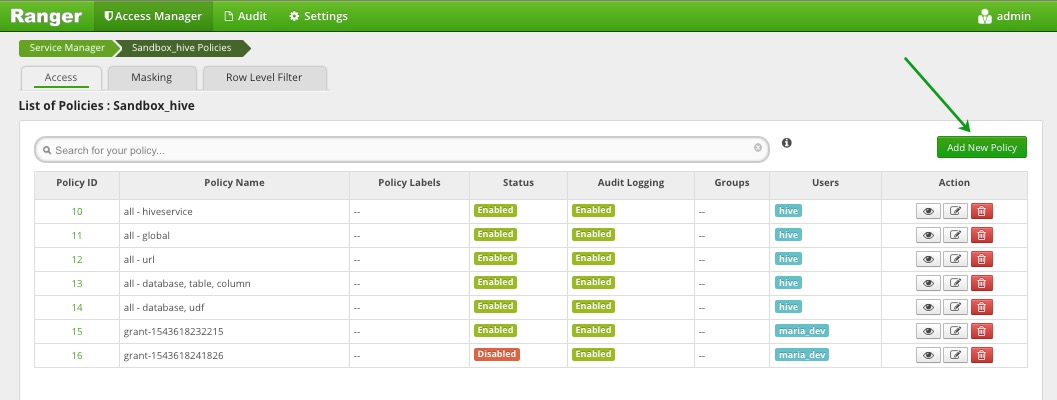 Ranger Access Manager Audit Settings admin
Service Manager Sandbox_hive Policies
Access Masking Row Level Filter
List of Policies : Sandbox_hive
Search for your policy... Add New Policy
Policy ID Policy Name Policy Labels Status Audit Logging Groups Users Action
10 all - hiveservice -- Enabled Enabled -- hive
11 all - global -- Enabled Enabled -- hive
12 all - url -- Enabled Enabled -- hive
13 all - database, table, column -- Enabled Enabled -- hive
14 all - database, udf -- Enabled Enabled -- hive
15 grant-1543618232215 -- Enabled Enabled -- maria_dev
16 grant-1543618241826 -- Disabled Enabled -- maria_dev